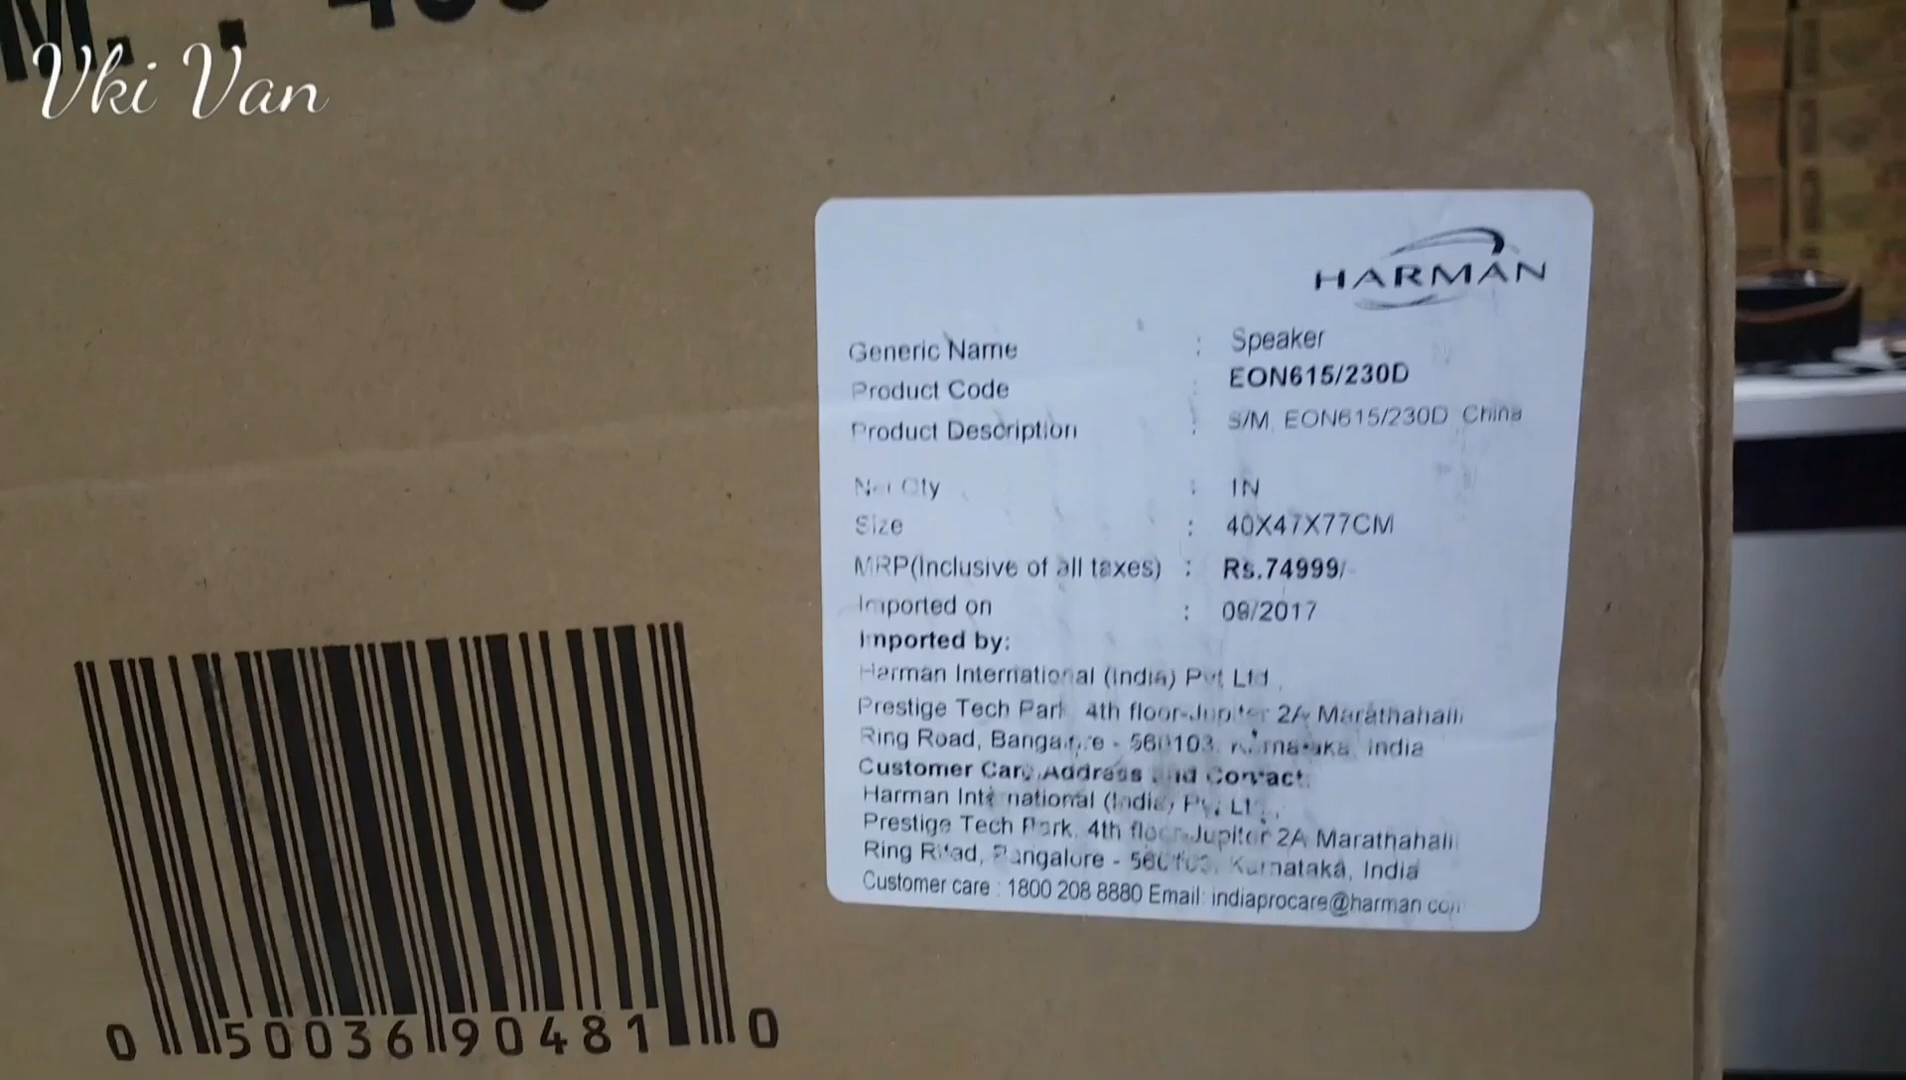 Vki Van
HARMAN
Generic Name : Speaker
Product Code : EON615/230D
Product Description : S/M, EON615/230D China
Net Qty : 1N
Size : 40X47X77CM
MRP(Inclusive of all taxes) : Rs.74999/-
Imported on : 09/2017
Imported by:
Harman International (India) Pvt Ltd.,
Prestige Tech Park, 4th floor-Jupiter 2A Marathahalli
Ring Road, Bangalore - 560103, Karnataka, India
Customer Care Address and Contact:
Harman International (India) Pvt. Ltd.,
Prestige Tech Park, 4th floor-Jupiter 2A Marathahalli
Ring Road, Bangalore - 560103, Karnataka, India
Customer care : 1800 208 8880 Email: indiaprocare@harman.com
0 50036 90481 0